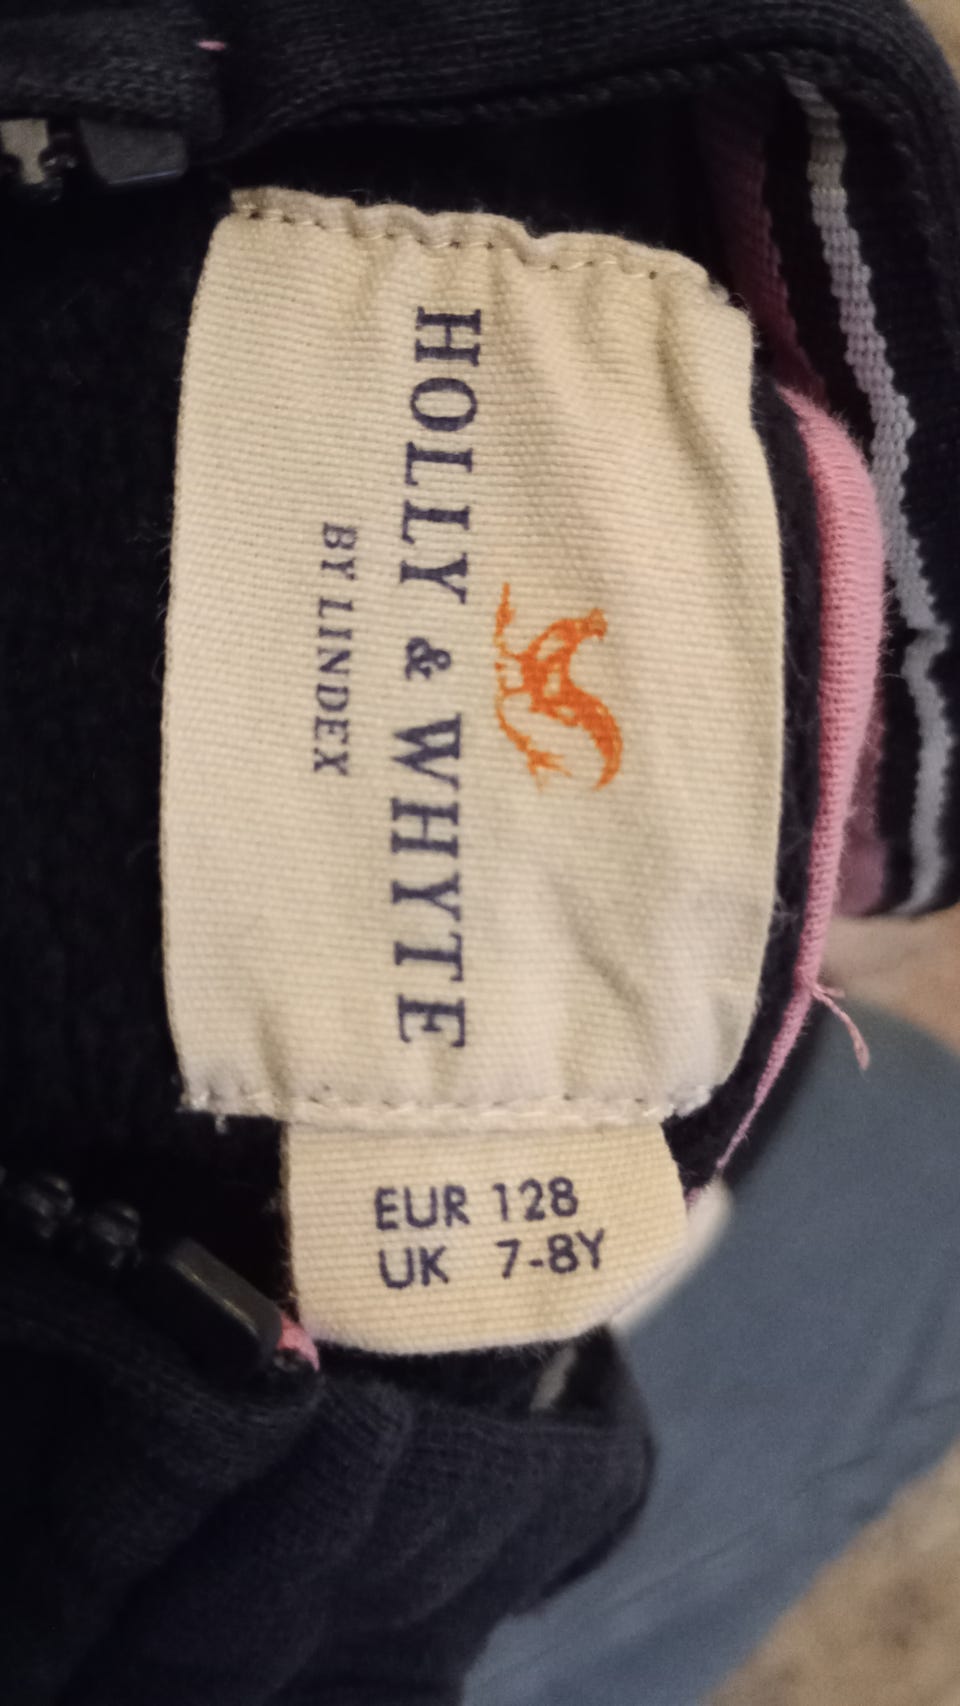 HOLLY & WHYTE
BY LINDEX
EUR 128
UK 7-8Y